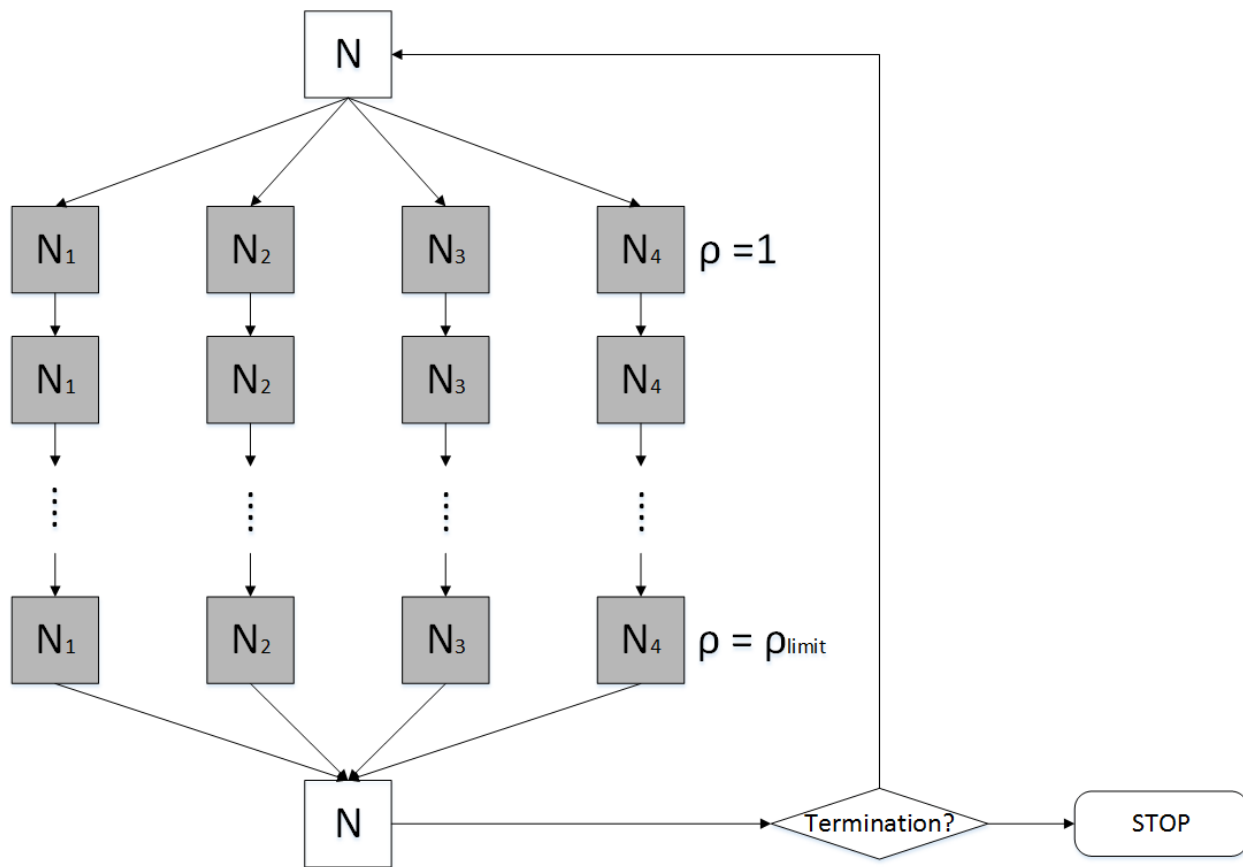 N
N1 N2 N3 N4 ρ =1
N1 N2 N3 N4
N1 N2 N3 N4 ρ = ρlimit
N Termination? STOP